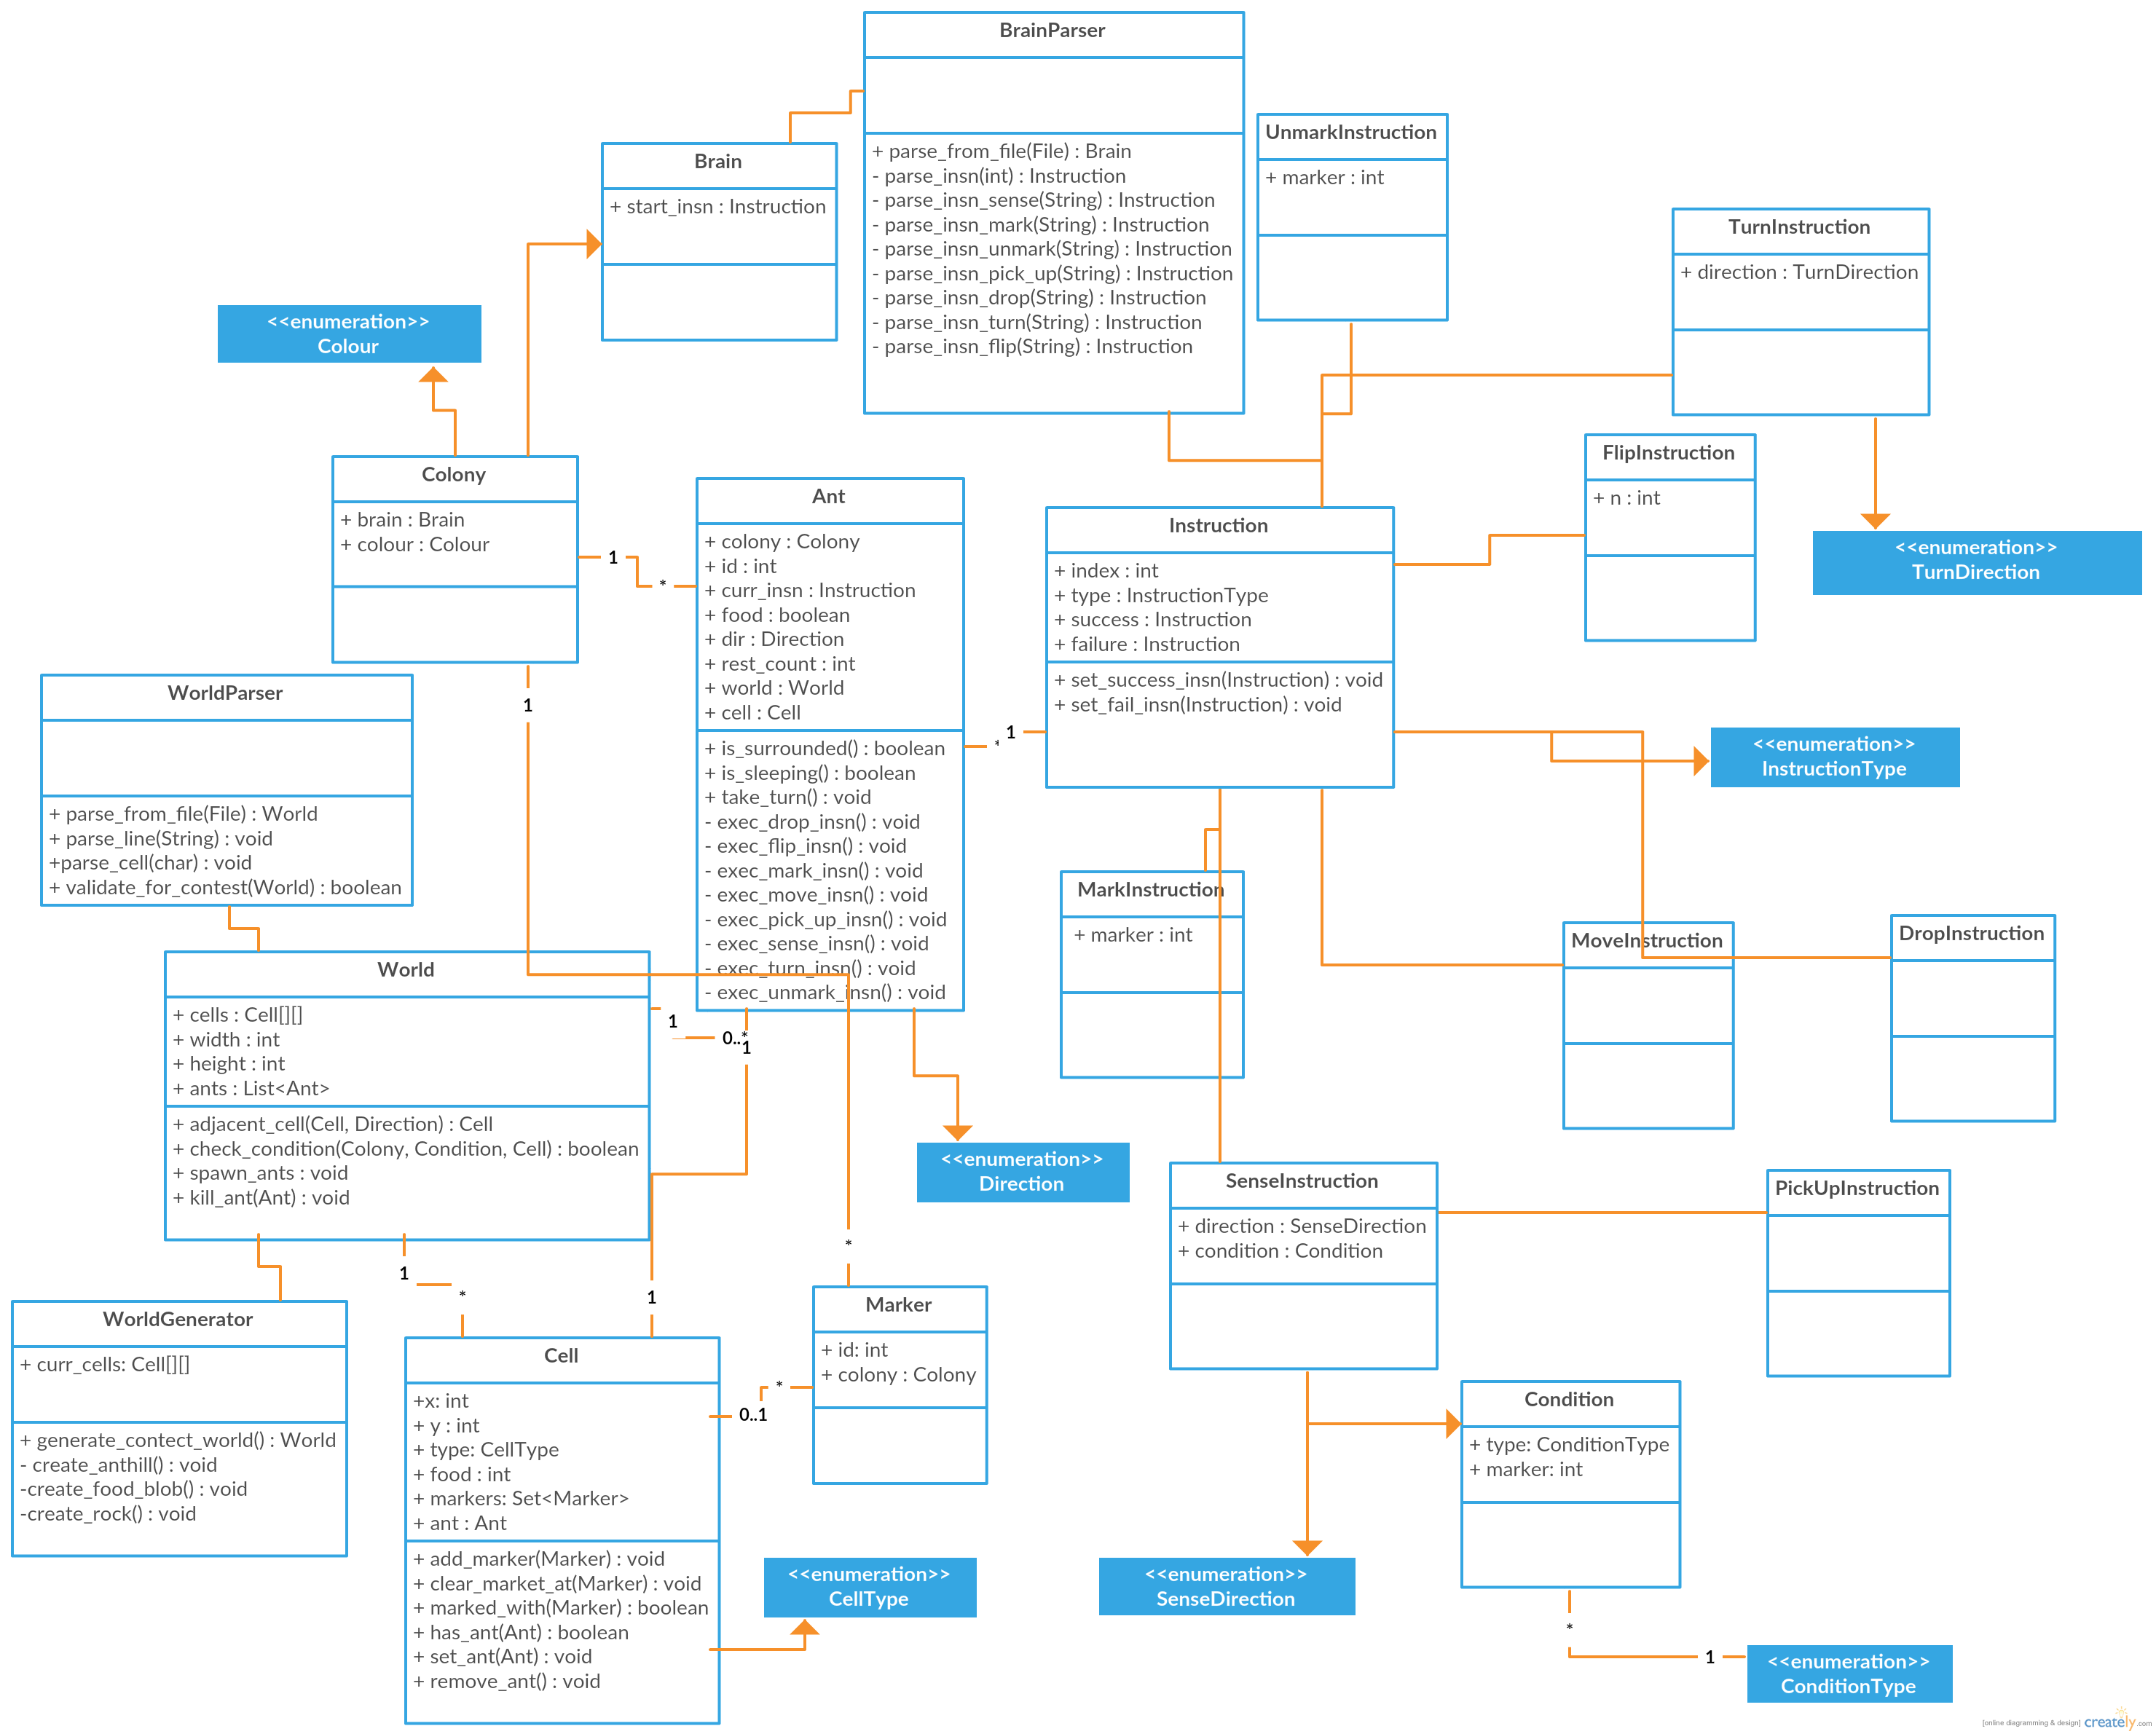 BrainParser
+ parse_from_file(File) : Brain
- parse_insn(int) : Instruction
- parse_insn_sense(String) : Instruction
- parse_insn_mark(String) : Instruction
- parse_insn_unmark(String) : Instruction
- parse_insn_pick_up(String) : Instruction
- parse_insn_drop(String) : Instruction
- parse_insn_turn(String) : Instruction
- parse_insn_flip(String) : Instruction
UnmarkInstruction
+ marker : int
Brain
+ start_insn : Instruction
TurnInstruction
+ direction : TurnDirection
<<enumeration>>
Colour
FlipInstruction
+ n : int
<<enumeration>>
TurnDirection
Colony
+ brain : Brain
+ colour : Colour
1
*
1
Ant
+ colony : Colony
+ id : int
+ curr_insn : Instruction
+ food : boolean
+ dir : Direction
+ rest_count : int
+ world : World
+ cell : Cell
+ is_surrounded() : boolean
+ is_sleeping() : boolean
+ take_turn() : void
- exec_drop_insn() : void
- exec_flip_insn() : void
- exec_mark_insn() : void
- exec_move_insn() : void
- exec_pick_up_insn() : void
- exec_sense_insn() : void
- exec_turn_insn() : void
- exec_unmark_insn() : void
*
1
Instruction
+ index : int
+ type : InstructionType
+ success : Instruction
+ failure : Instruction
+ set_success_insn(Instruction) : void
+ set_fail_insn(Instruction) : void
<<enumeration>>
InstructionType
WorldParser
+ parse_from_file(File) : World
+ parse_line(String) : void
+parse_cell(char) : void
+ validate_for_contest(World) : boolean
MarkInstruction
+ marker : int
MoveInstruction
DropInstruction
World
+ cells : Cell[][]
+ width : int
+ height : int
+ ants : List<Ant>
+ adjacent_cell(Cell, Direction) : Cell
+ check_condition(Colony, Condition, Cell) : boolean
+ spawn_ants : void
+ kill_ant(Ant) : void
1
0..*
1
<<enumeration>>
Direction
SenseInstruction
+ direction : SenseDirection
+ condition : Condition
PickUpInstruction
*
1
*
1
WorldGenerator
+ curr_cells: Cell[][]
+ generate_contect_world() : World
- create_anthill() : void
-create_food_blob() : void
-create_rock() : void
Cell
+x: int
+ y : int
+ type: CellType
+ food : int
+ markers: Set<Marker>
+ ant : Ant
+ add_marker(Marker) : void
+ clear_market_at(Marker) : void
+ marked_with(Marker) : boolean
+ has_ant(Ant) : boolean
+ set_ant(Ant) : void
+ remove_ant() : void
0..1
*
Marker
+ id: int
+ colony : Colony
Condition
+ type: ConditionType
+ marker: int
<<enumeration>>
CellType
<<enumeration>>
SenseDirection
*
1
<<enumeration>>
ConditionType
[online diagramming & design] creately.com